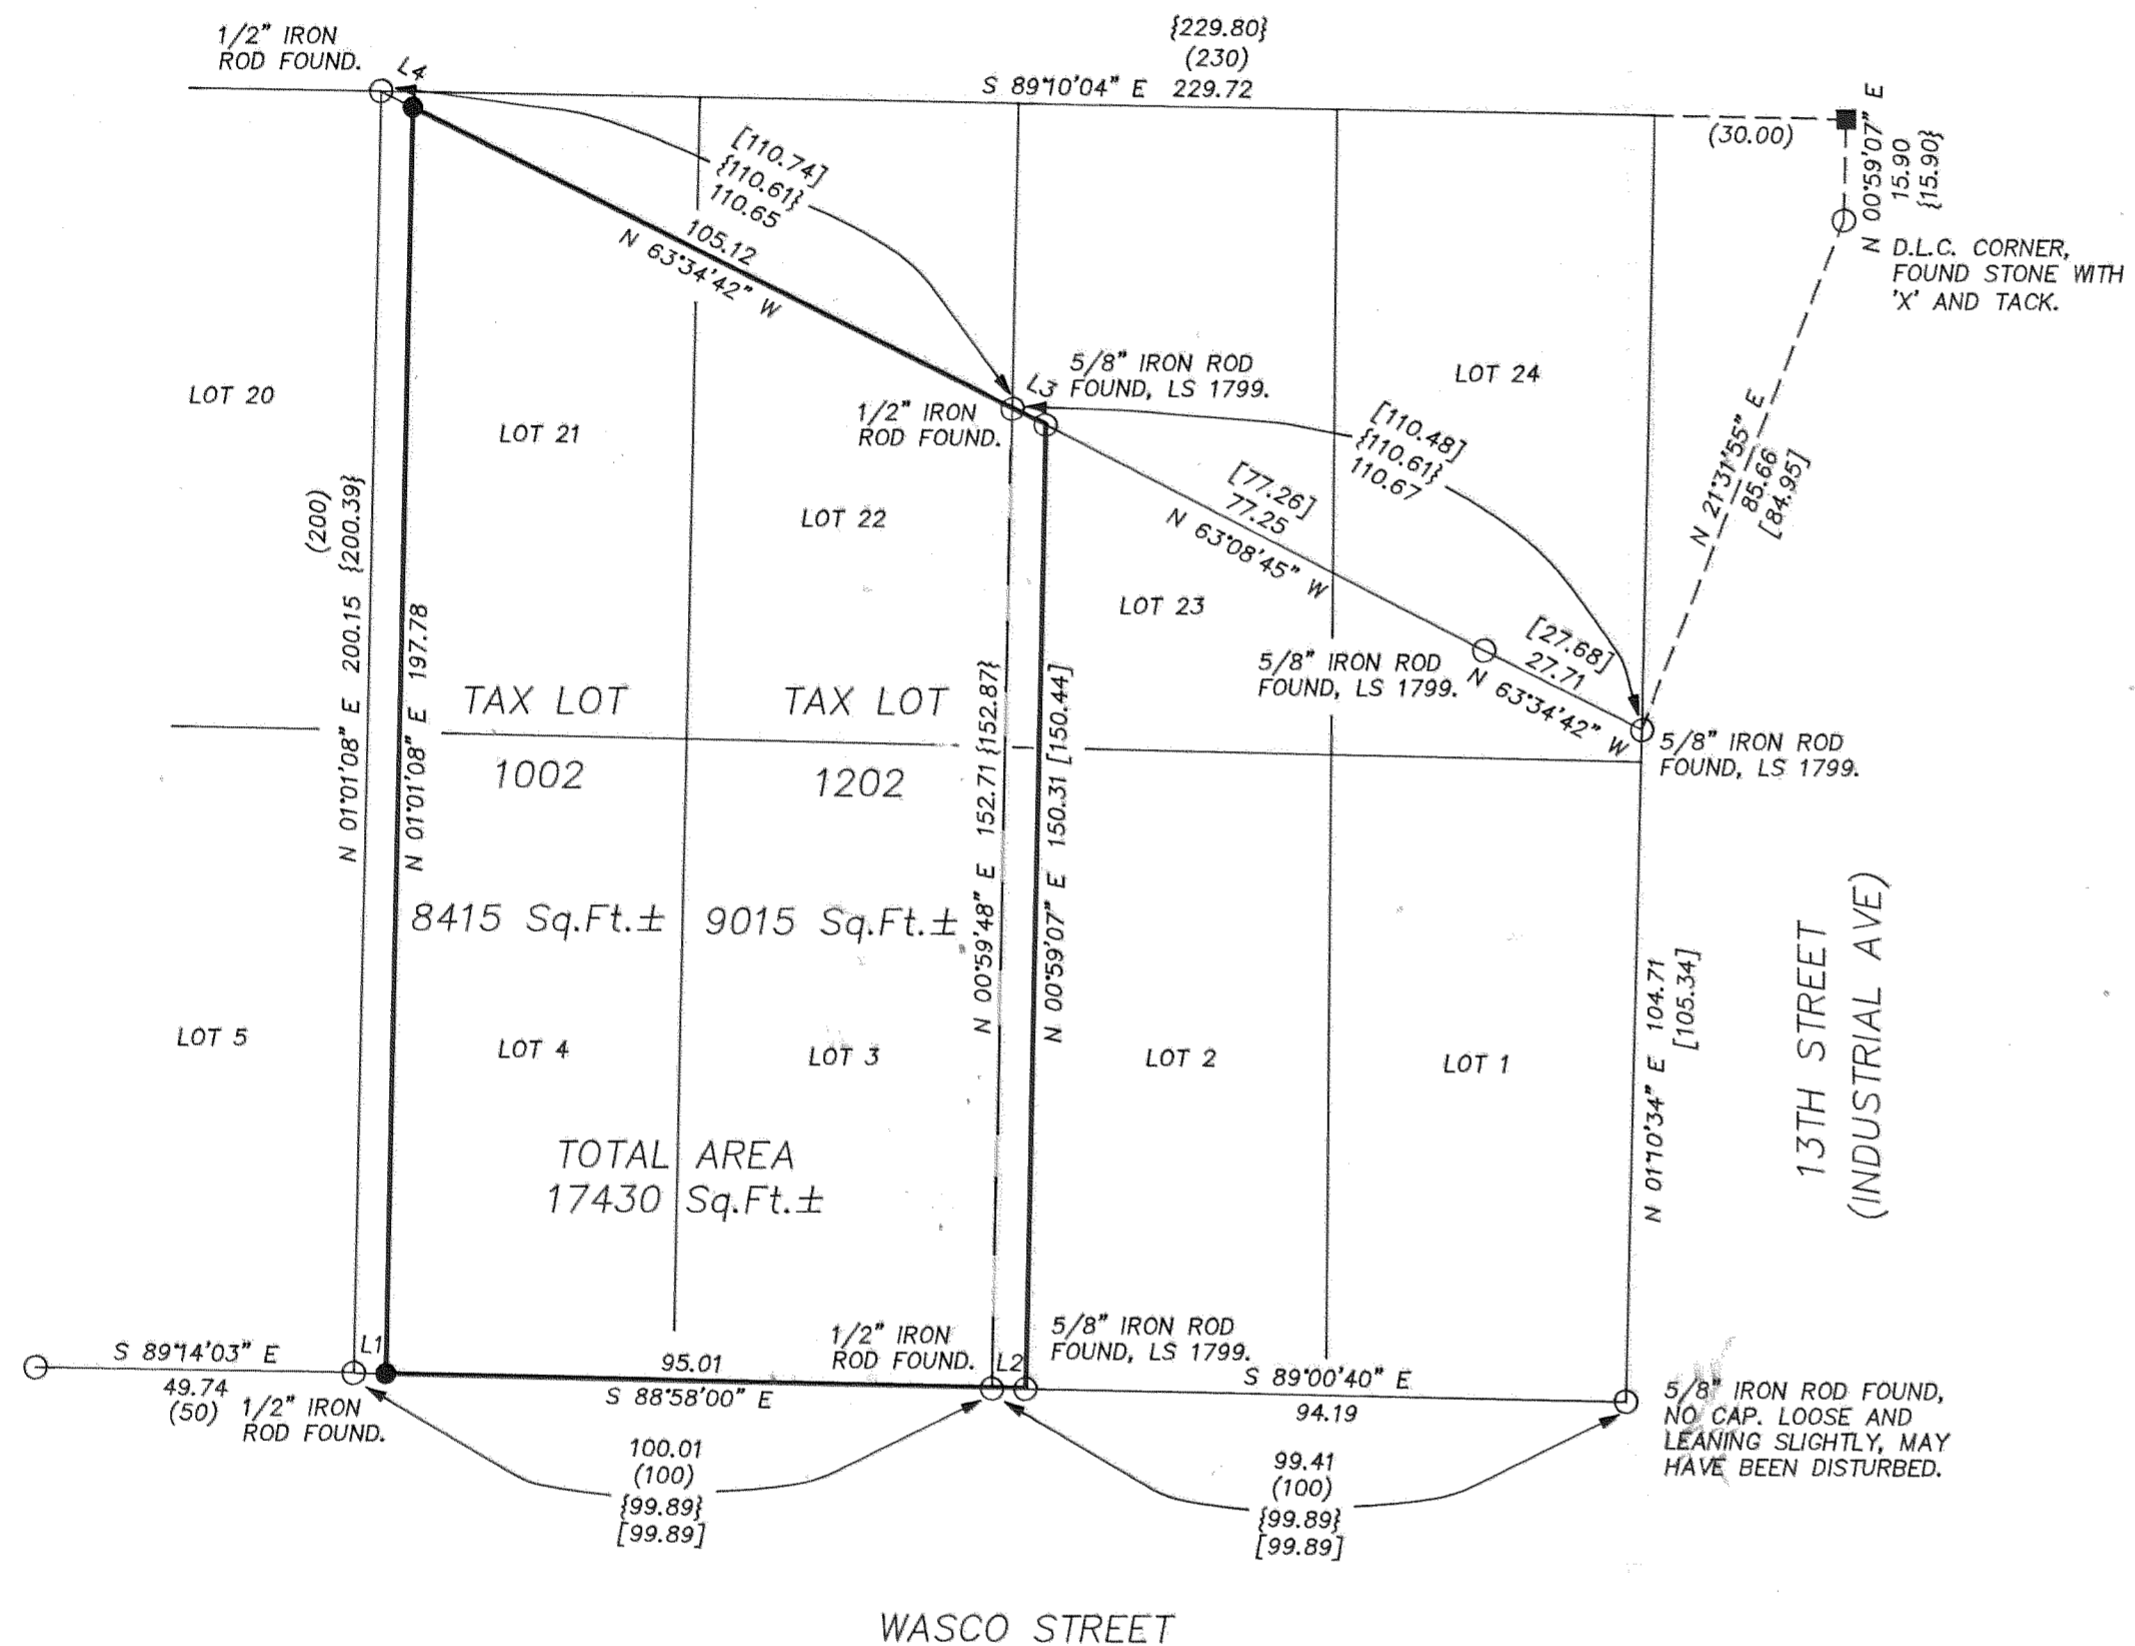 {229.80}
(230)
S 89°10'04" E 229.72
1/2" IRON
ROD FOUND.
L4
(30.00)
N 00°59'07" E
15.90
{15.90}
D.L.C. CORNER,
FOUND STONE WITH
'X' AND TACK.
[110.74]
{110.61}
110.65
105.12
N 63°34'42" W
LOT 20
LOT 21
LOT 22
LOT 23
LOT 24
L3
5/8" IRON ROD
FOUND, LS 1799.
1/2" IRON
ROD FOUND.
[110.48]
{110.61}
110.67
[77.26]
77.25
N 63°08'45" W
N 21°31'55" E
85.66
[84.95]
5/8" IRON ROD
FOUND, LS 1799.
[27.68]
27.71
N 63°34'42" W
5/8" IRON ROD
FOUND, LS 1799.
(200)
N 01°01'08" E 200.15 {200.39}
N 01°01'08" E 197.78
TAX LOT
1002
8415 Sq.Ft.±
TAX LOT
1202
9015 Sq.Ft.±
N 00°59'48" E 152.71 {152.87}
N 00°59'07" E 150.31 [150.44]
LOT 5
LOT 4
LOT 3
LOT 2
LOT 1
TOTAL AREA
17430 Sq.Ft.±
N 01°10'34" E 104.71
[105.34]
13TH STREET
(INDUSTRIAL AVE)
S 89°14'03" E
49.74
(50)
L1
1/2" IRON
ROD FOUND.
95.01
S 88°58'00" E
1/2" IRON
ROD FOUND.
L2
5/8" IRON ROD
FOUND, LS 1799.
S 89°00'40" E
94.19
5/8" IRON ROD FOUND,
NO CAP. LOOSE AND
LEANING SLIGHTLY, MAY
HAVE BEEN DISTURBED.
100.01
(100)
{99.89}
[99.89]
99.41
(100)
{99.89}
[99.89]
WASCO STREET